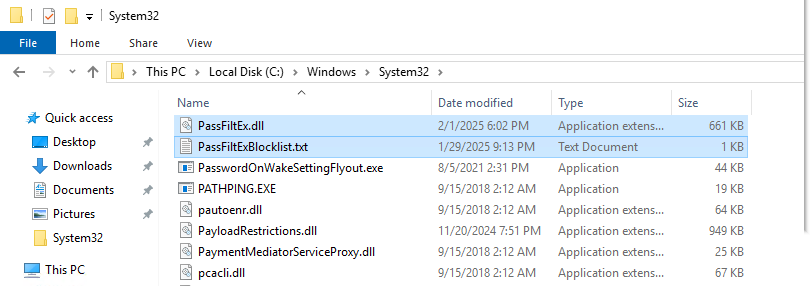 System32
File Home Share View
This PC Local Disk (C:) Windows System32
Name Date modified Type Size
Quick access
Desktop
Downloads
Documents
Pictures
System32
This PC
PassFiltEx.dll 2/1/2025 6:02 PM Application extens... 661 KB
PassFiltExBlocklist.txt 1/29/2025 9:13 PM Text Document 1 KB
PasswordOnWakeSettingFlyout.exe 8/5/2021 2:31 PM Application 44 KB
PATHPING.EXE 9/15/2018 2:12 AM Application 19 KB
pautoenr.dll 9/15/2018 2:12 AM Application extens... 64 KB
PayloadRestrictions.dll 11/20/2024 7:51 PM Application extens... 949 KB
PaymentMediatorServiceProxy.dll 9/15/2018 2:12 AM Application extens... 25 KB
pcacli.dll 9/15/2018 2:12 AM Application extens... 67 KB